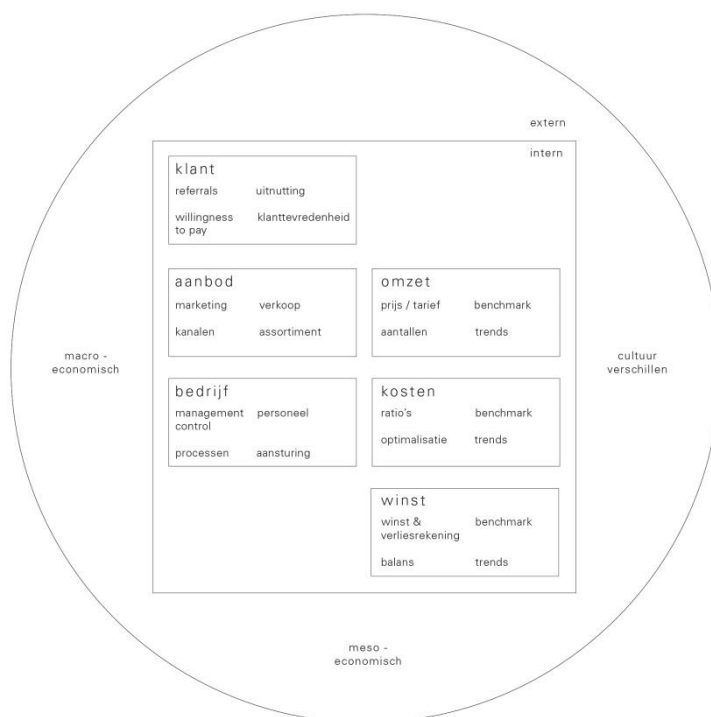 extern
intern
klant
referrals uitnutting
willingness klanttevredenheid
to pay
aanbod
marketing verkoop
kanalen assortiment
omzet
prijs / tarief benchmark
aantallen trends
macro -
economisch
cultuur
verschillen
bedrijf
management personeel
control
processen aansturing
kosten
ratio's benchmark
optimalisatie trends
winst
winst & benchmark
verliesrekening
balans trends
meso -
economisch